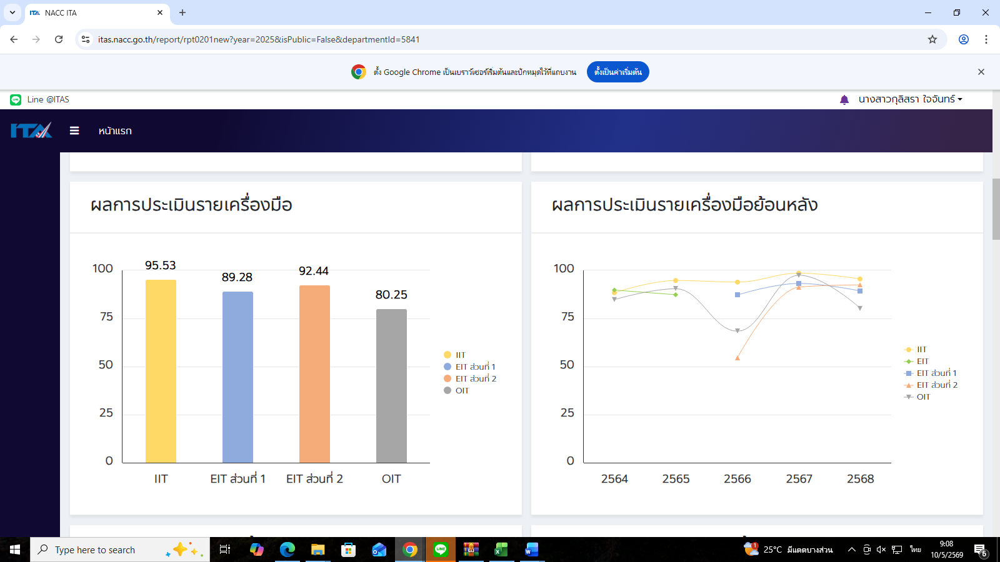 NACC ITA
itas.nacc.go.th/report/rpt0201new?year=2025&isPublic=False&departmentId=5841
ตั้ง Google Chrome เป็นเบราว์เซอร์เริ่มต้นและปักหมุดไว้ที่แถบงาน
ตั้งเป็นค่าเริ่มต้น
Line @ITAS
นางสาวกุลิสรา ใจจันทร์
ITA
หน้าแรก
ผลการประเมินรายเครื่องมือ
100
75
50
25
0
95.53
89.28
92.44
80.25
IIT
EIT ส่วนที่ 1
EIT ส่วนที่ 2
OIT
IIT
EIT ส่วนที่ 1
EIT ส่วนที่ 2
OIT
ผลการประเมินรายเครื่องมือย้อนหลัง
100
75
50
25
0
2564
2565
2566
2567
2568
IIT
EIT
EIT ส่วนที่ 1
EIT ส่วนที่ 2
OIT
Type here to search
25°C มีแดดบางส่วน
ไทย
9:08
10/5/2569
6